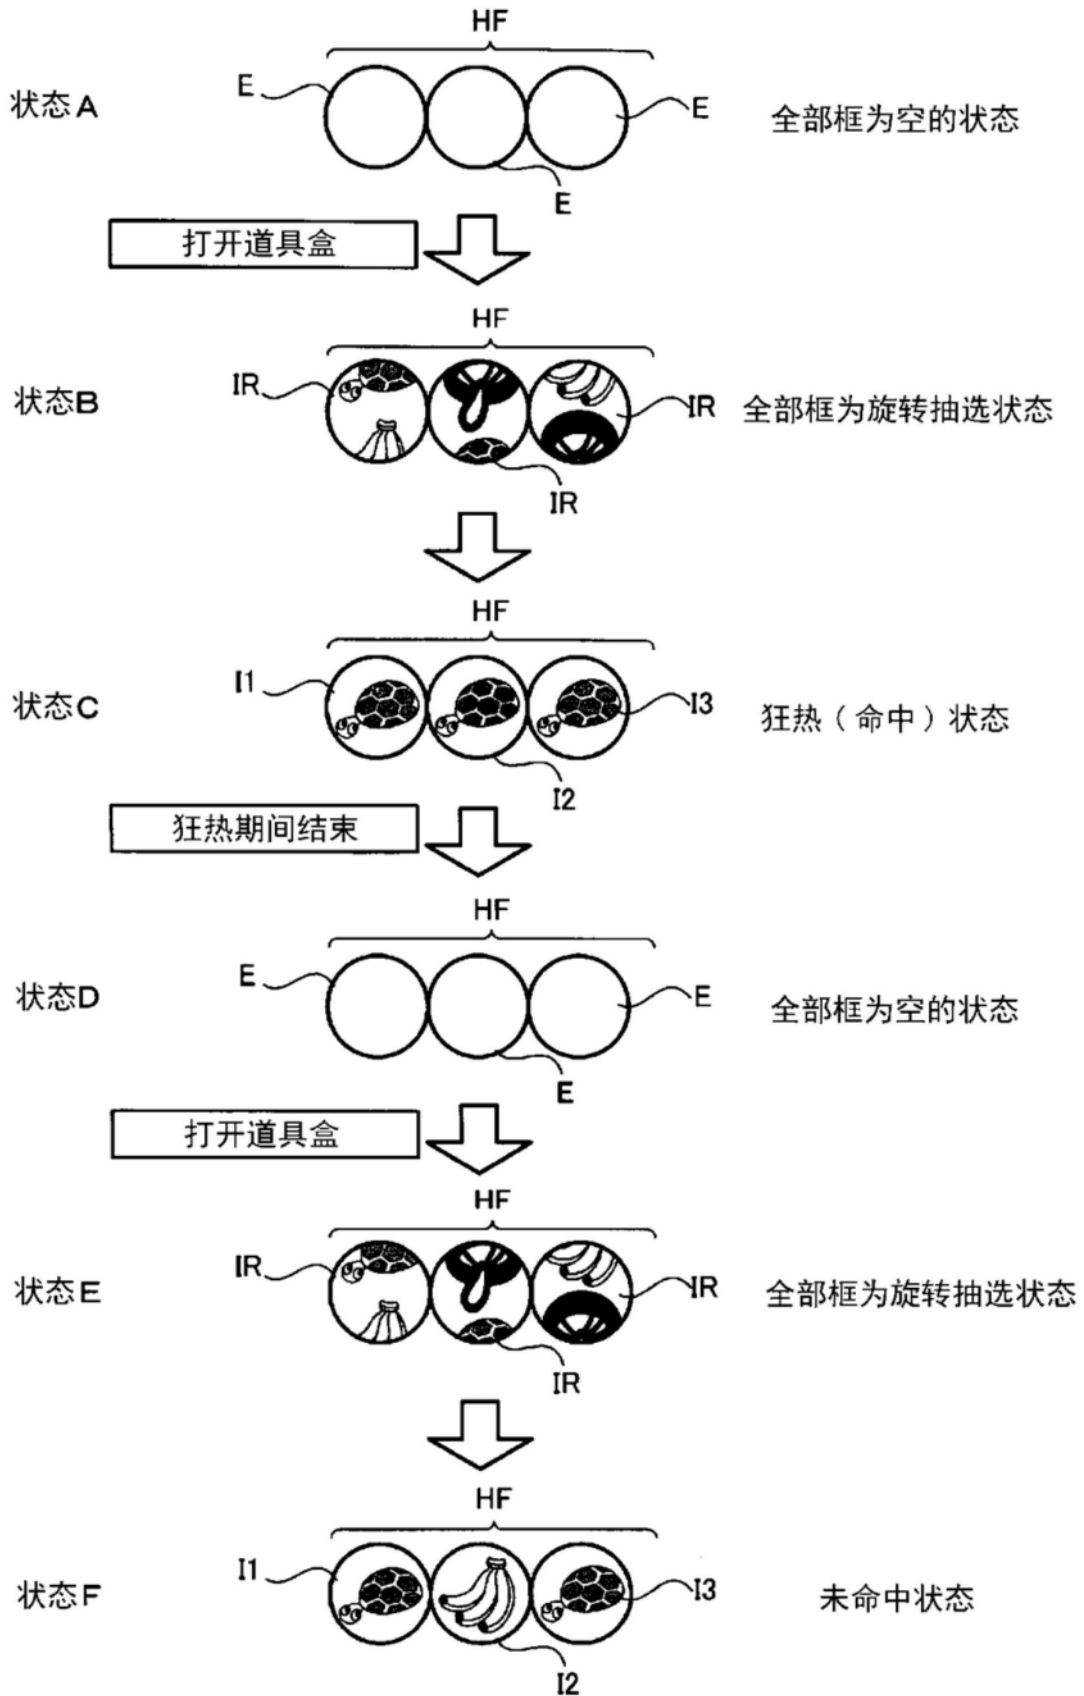 HF
状态A
E
E
全部框为空的状态
E
打开道具盒
HF
状态B
IR
IR
全部框为旋转抽选状态
IR
HF
状态C
I1
I3
狂热（命中）状态
I2
狂热期间结束
HF
状态D
E
E
全部框为空的状态
E
打开道具盒
HF
状态E
IR
IR
全部框为旋转抽选状态
IR
HF
状态F
I1
I3
未命中状态
I2